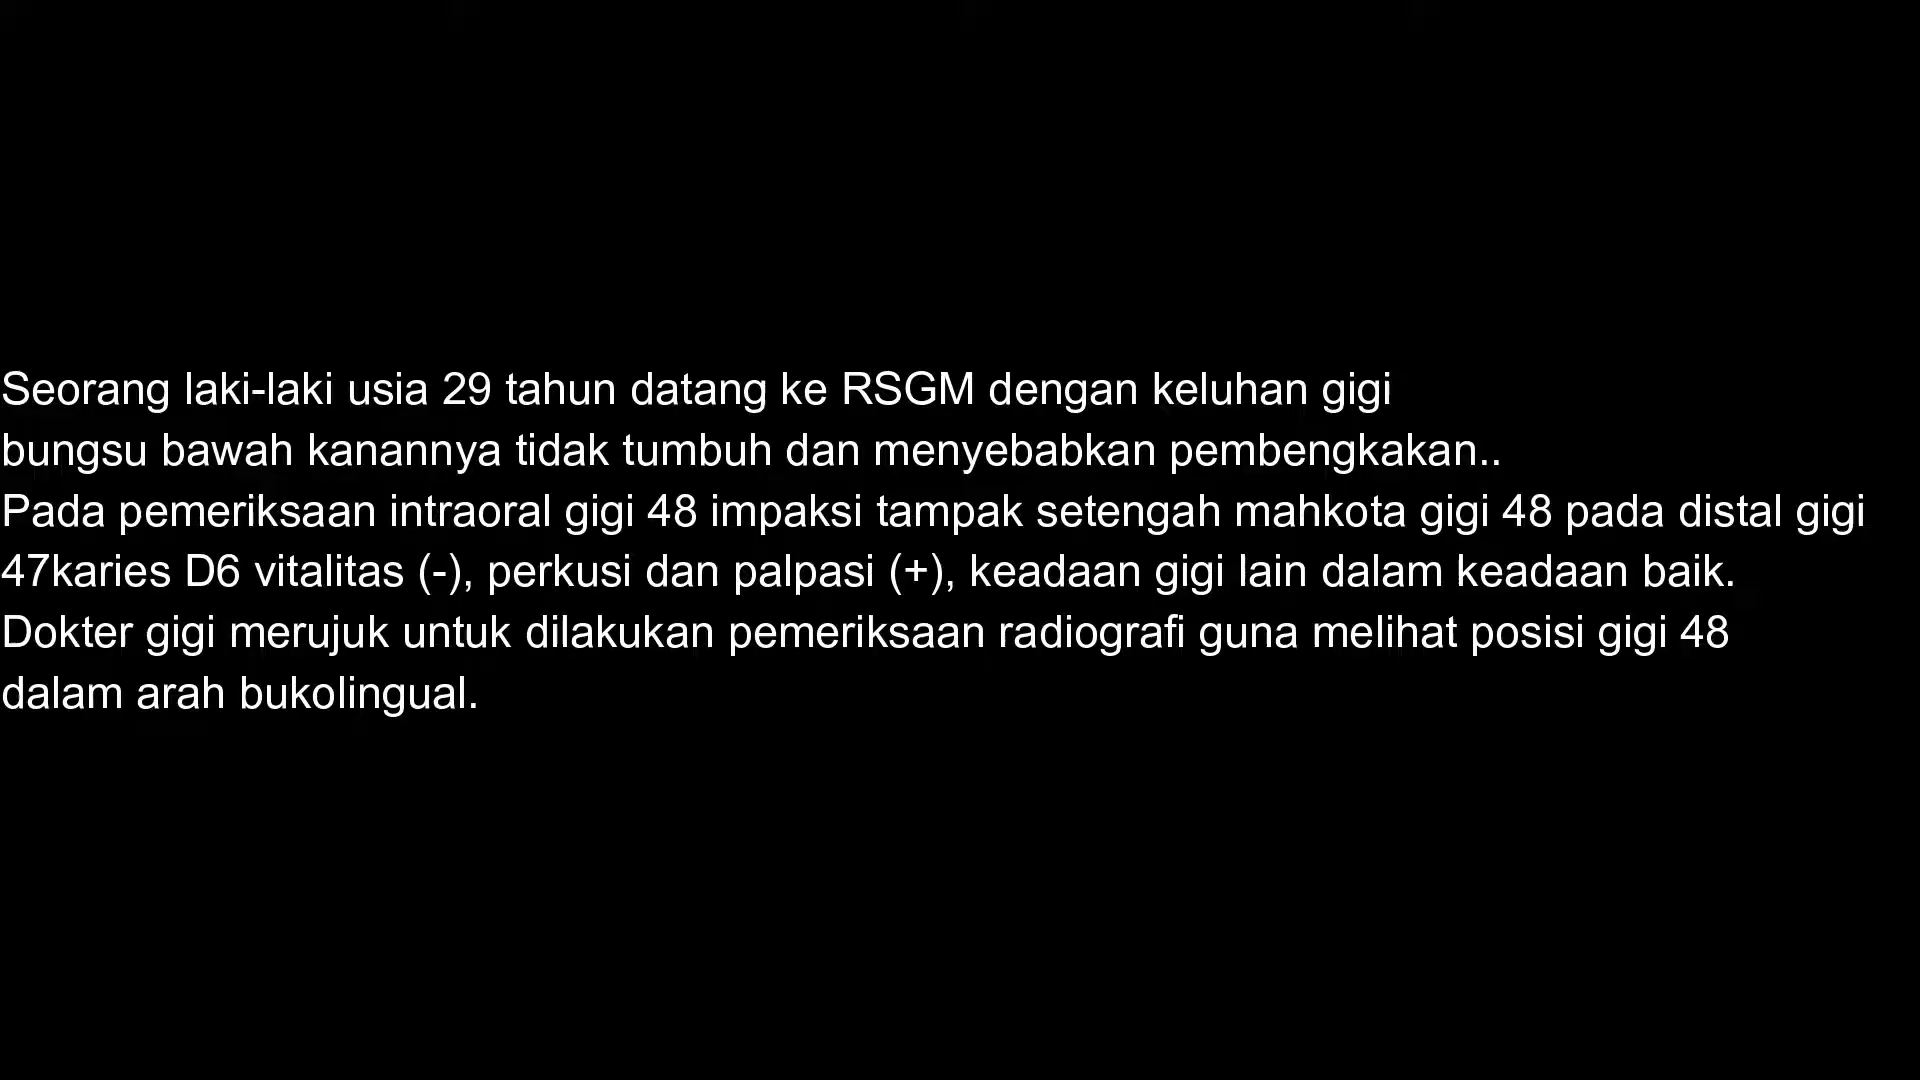 Seorang laki-laki usia 29 tahun datang ke RSGM dengan keluhan gigi
bungsu bawah kanannya tidak tumbuh dan menyebabkan pembengkakan..
Pada pemeriksaan intraoral gigi 48 impaksi tampak setengah mahkota gigi 48 pada distal gigi
47karies D6 vitalitas (-), perkusi dan palpasi (+), keadaan gigi lain dalam keadaan baik.
Dokter gigi merujuk untuk dilakukan pemeriksaan radiografi guna melihat posisi gigi 48
dalam arah bukolingual.